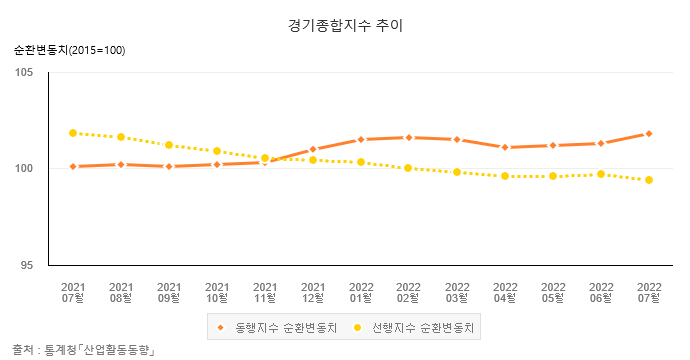 경기종합지수 추이
순환변동치(2015=100)
105
100
95
2021 2021 2021 2021 2021 2021 2022 2022 2022 2022 2022 2022 2022
07월 08월 09월 10월 11월 12월 01월 02월 03월 04월 05월 06월 07월
동행지수 순환변동치 선행지수 순환변동치
출처 : 통계청「산업활동동향」